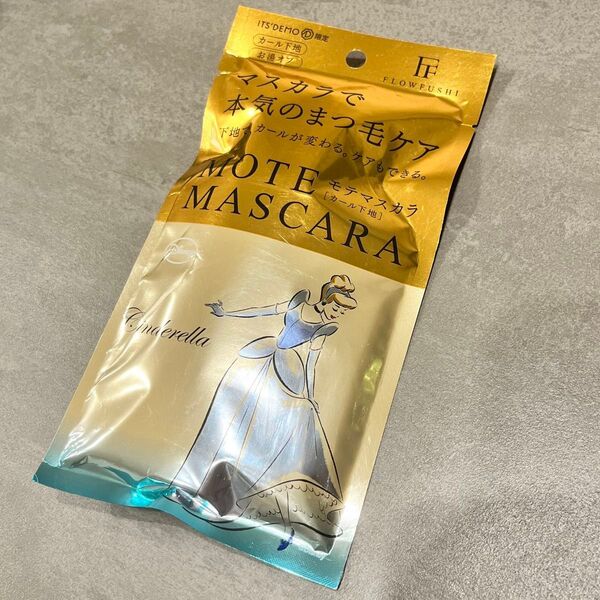 ITS'DEMO 限定
カール下地
お湯オフ
FLOWFUSHI
マスカラで
本気のまつ毛ケア
下地で、カールが変わる。ケアもできる。
MOTE
モテマスカラ
[カール下地]
MASCARA
Cinderella